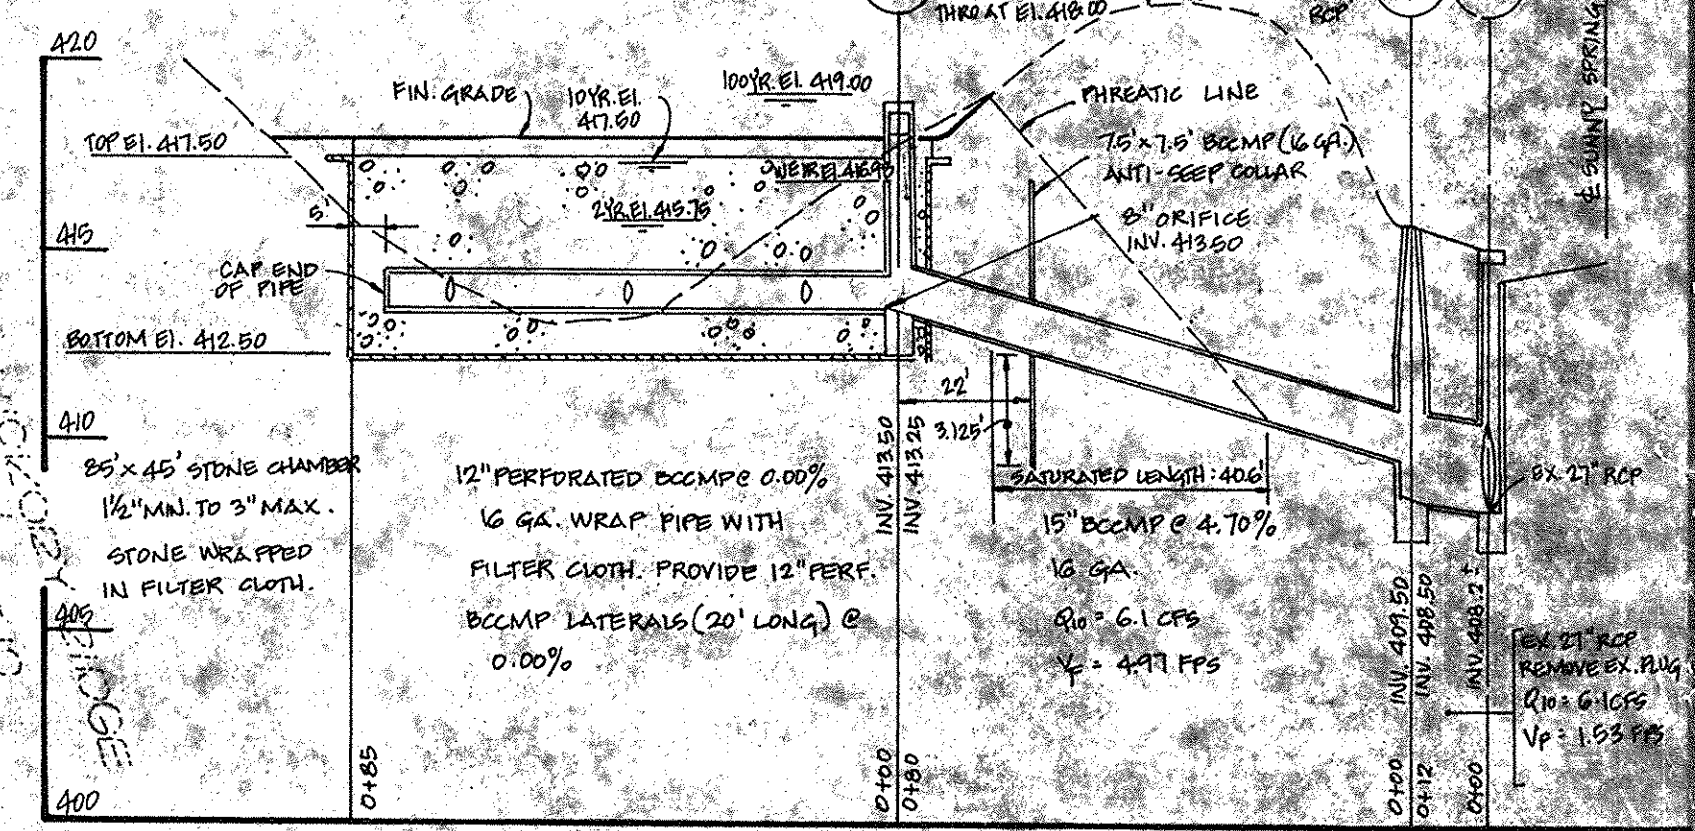 THROAT El. 418.00
RCP
420
FIN. GRADE
10YR. El.
417.50
100YR. El. 419.00
PHREATIC LINE
TOP El. 417.50
7.5' x 7.5' BCCMP (16 GA.)
ANTI-SEEP COLLAR
WEIR El. 416.90
5'
2YR. El. 415.75
8" ORIFICE
INV. 413.50
415
CAP END
OF PIPE
BOTTOM El. 412.50
22'
3.125'
410
SATURATED LENGTH: 40.6'
EX. 27" RCP
85' x 45' STONE CHAMBER
1½" MIN. TO 3" MAX.
STONE WRAPPED
IN FILTER CLOTH.
12" PERFORATED BCCMP @ 0.00%
16 GA. WRAP PIPE WITH
FILTER CLOTH. PROVIDE 12" PERF.
BCCMP LATERALS (20' LONG) @
0.00%
INV. 413.50
INV. 413.25
15" BCCMP @ 4.70%
16 GA.
Q10 = 6.1 CFS
VF = 4.97 FPS
INV. 409.50
INV. 408.50
INV. 408.2
EX. 27" RCP
REMOVE EX. PLUG
Q10 = 6.1 CFS
VF = 1.53 FPS
405
400
0+85
0+00
0+80
0+00
0+12
0+00
℄ SUNNY SPRING
RIDGE